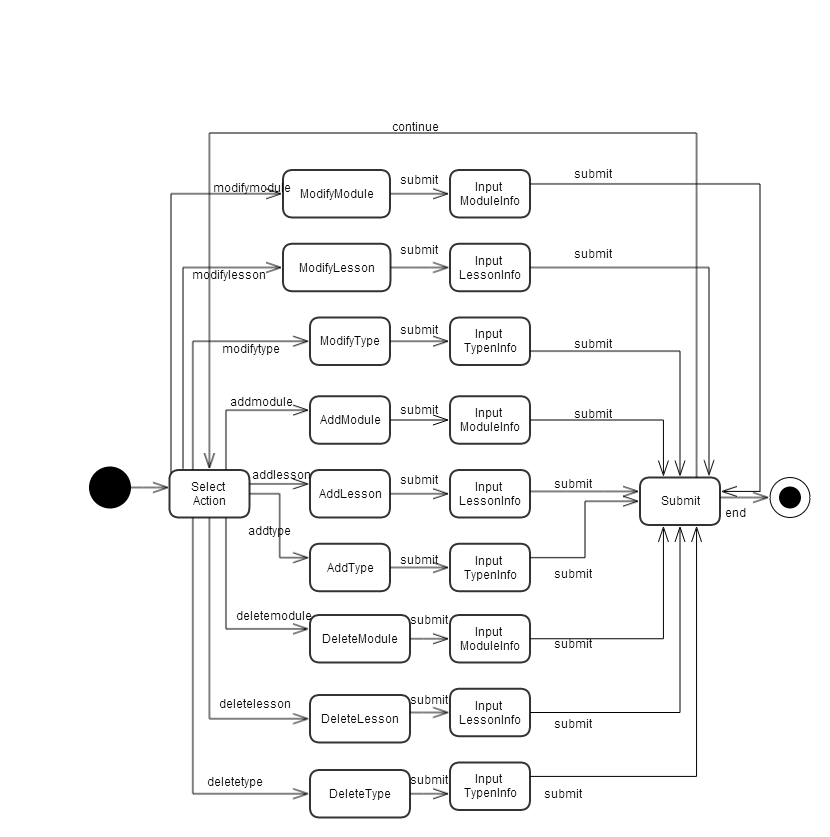 continue
modifymodule
ModifyModule
submit
Input
ModuleInfo
submit
modifylesson
ModifyLesson
submit
Input
LessonInfo
submit
modifytype
ModifyType
submit
Input
TypenInfo
submit
addmodule
AddModule
submit
Input
ModuleInfo
submit
Select
Action
addlesson
AddLesson
submit
Input
LessonInfo
submit
Submit
end
addtype
AddType
submit
Input
TypenInfo
submit
deletemodule
DeleteModule
submit
Input
ModuleInfo
submit
deletelesson
DeleteLesson
submit
Input
LessonInfo
submit
deletetype
DeleteType
submit
Input
TypenInfo
submit